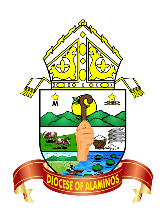 M
DIOCESE OF ALAMINOS